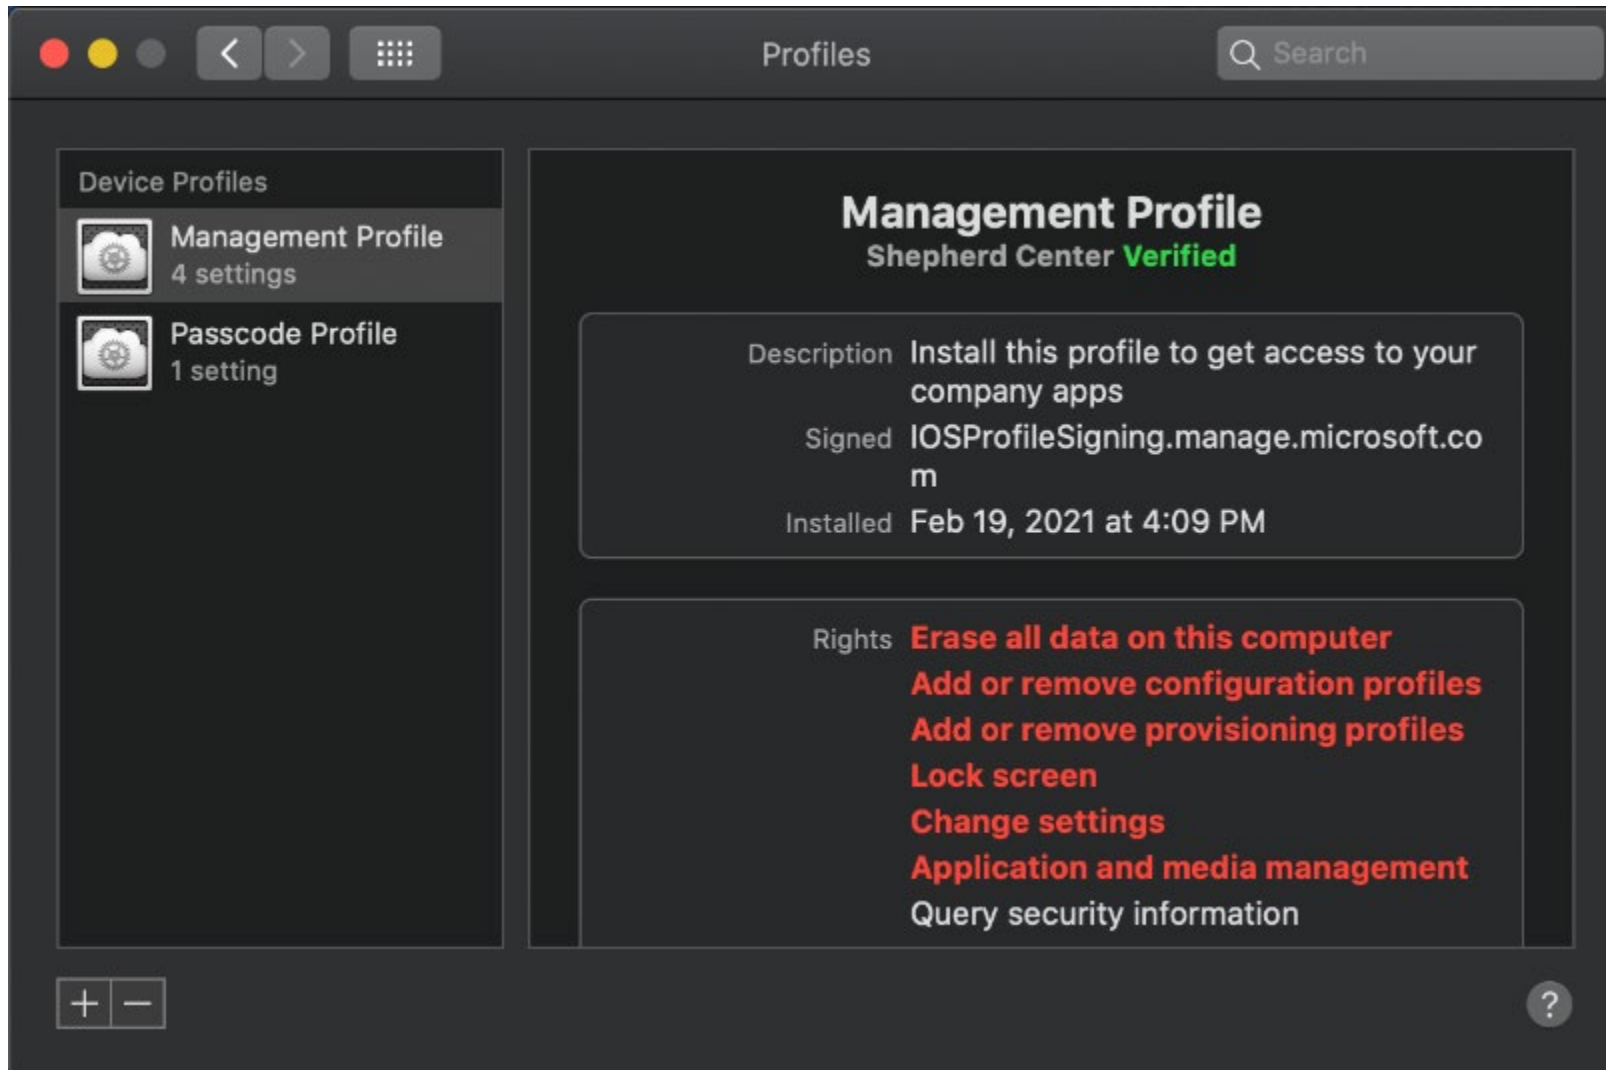 Profiles
Search
Device Profiles
Management Profile
4 settings
Passcode Profile
1 setting
Management Profile
Shepherd Center Verified
Description Install this profile to get access to your
company apps
Signed IOSProfileSigning.manage.microsoft.co
m
Installed Feb 19, 2021 at 4:09 PM
Rights Erase all data on this computer
Add or remove configuration profiles
Add or remove provisioning profiles
Lock screen
Change settings
Application and media management
Query security information
+ −
?